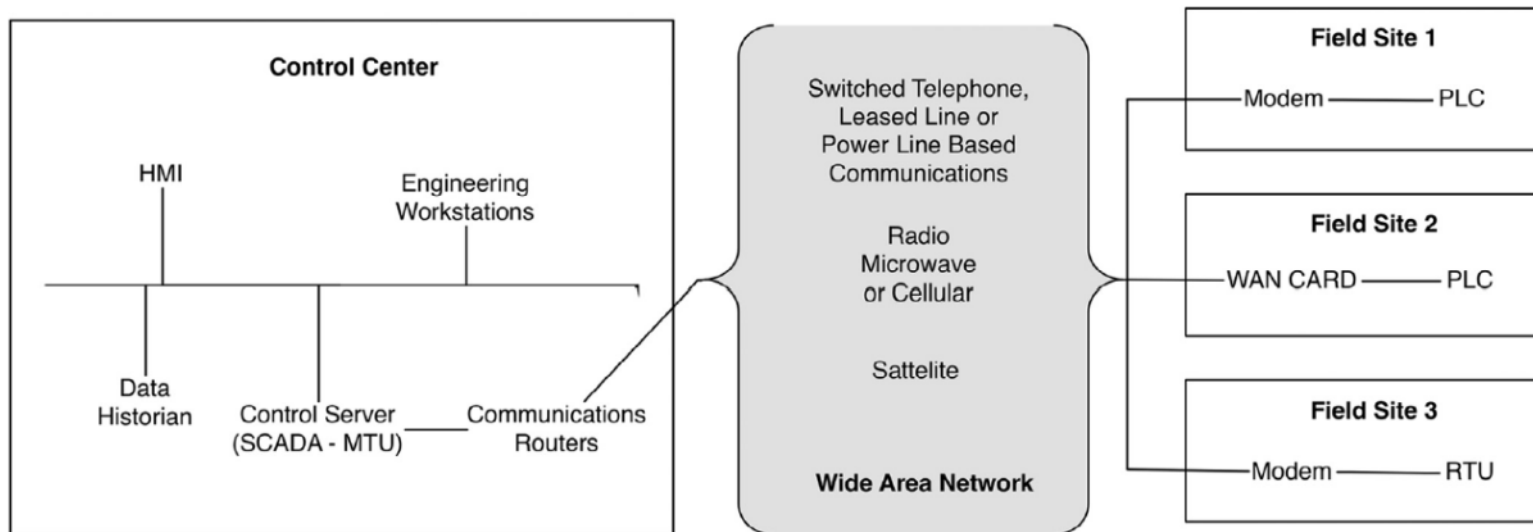 Control Center
HMI
Engineering
Workstations
Data
Historian
Control Server
(SCADA - MTU)
Communications
Routers
Switched Telephone,
Leased Line or
Power Line Based
Communications
Radio
Microwave
or Cellular
Sattelite
Wide Area Network
Field Site 1
Modem
PLC
Field Site 2
WAN CARD
PLC
Field Site 3
Modem
RTU